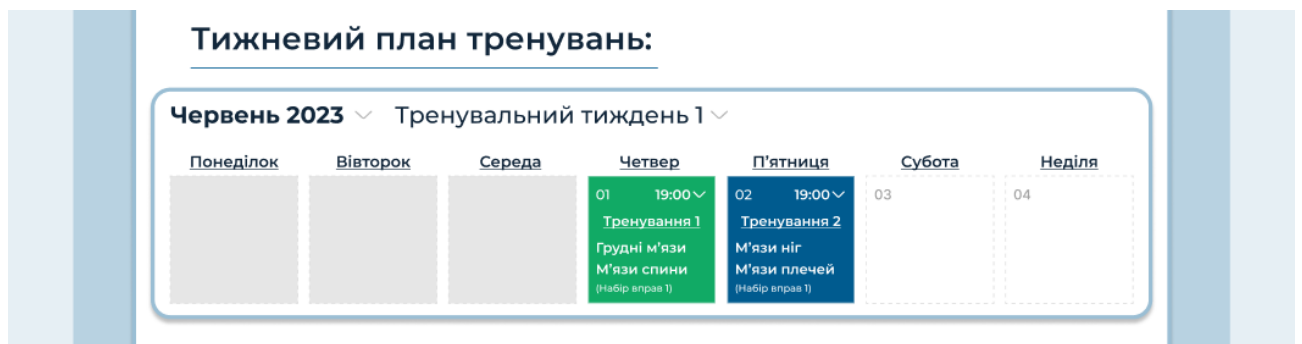 Тижневий план тренувань:
Червень 2023 Тренувальний тиждень 1
Понеділок Вівторок Середа Четвер П'ятниця Субота Неділя
01 19:00 02 19:00 03 04
Тренування 1 Тренування 2
Грудні м'язи М'язи ніг
М'язи спини М'язи плечей
(Набір вправ 1) (Набір вправ 1)